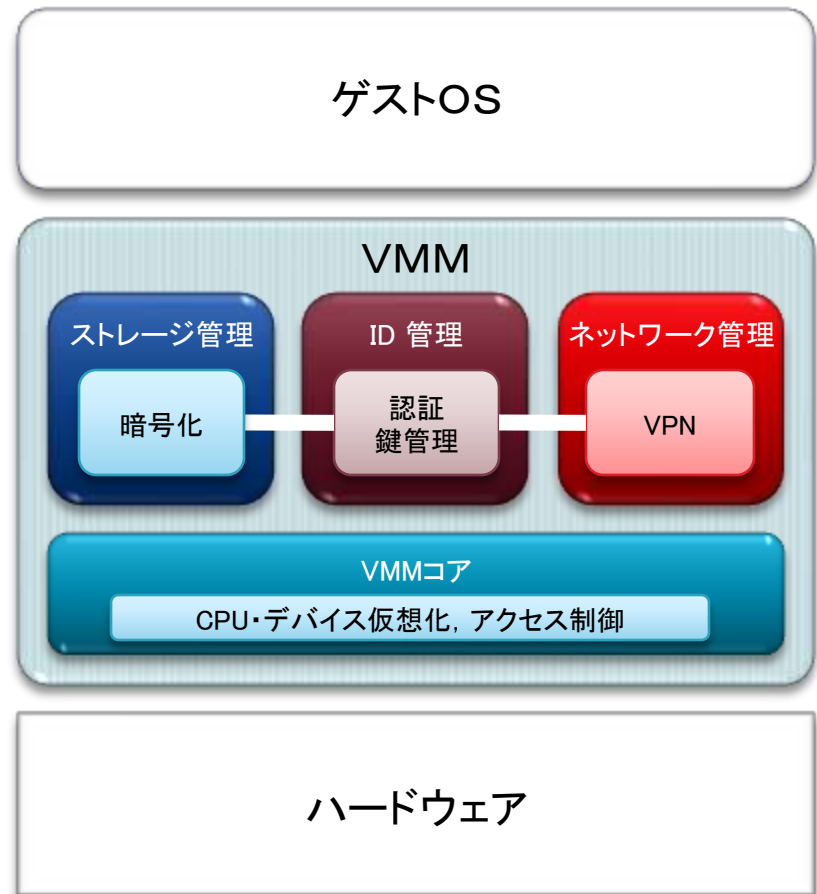 ゲストＯＳ
ＶＭＭ
ストレージ管理
ID 管理
ネットワーク管理
暗号化
認証
鍵管理
VPN
VMMコア
CPU・デバイス仮想化，アクセス制御
ハードウェア